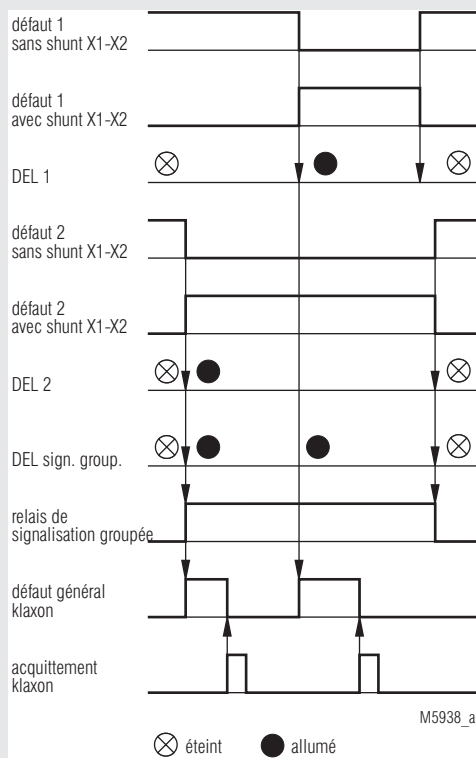 défaut 1
sans shunt X1-X2
défaut 1
avec shunt X1-X2
DEL 1
défaut 2
sans shunt X1-X2
défaut 2
avec shunt X1-X2
DEL 2
DEL sign. group.
relais de
signalisation groupée
défaut général
klaxon
acquittement
klaxon
M5938_a
éteint
allumé